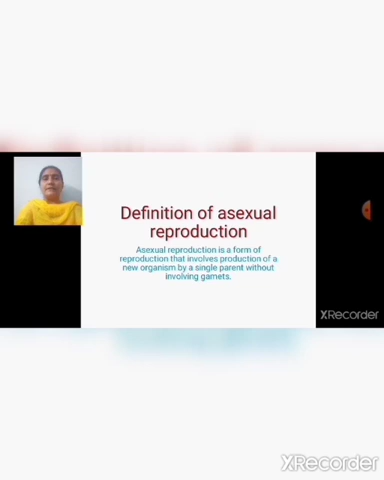 Definition of asexual
reproduction
Asexual reproduction is a form of
reproduction that involves production of a
new organism by a single parent without
involving gamets.
XRecorder
XRecorder